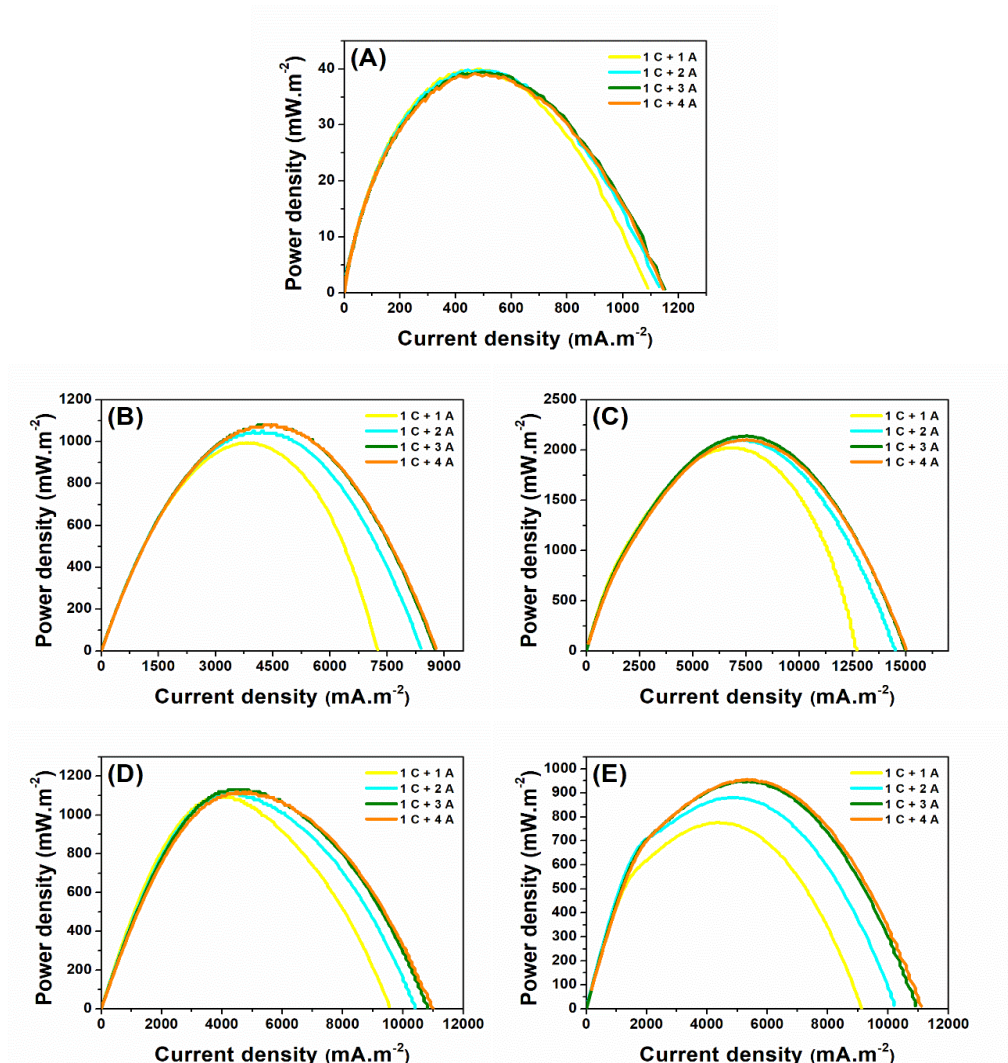 (A)
1 C + 1 A
1 C + 2 A
1 C + 3 A
1 C + 4 A
40
30
20
10
0
Power density (mW.m-2)
0 200 400 600 800 1000 1200
Current density (mA.m-2)
(B)
1 C + 1 A
1 C + 2 A
1 C + 3 A
1 C + 4 A
1200
1000
800
600
400
200
0
Power density (mW.m-2)
0 1500 3000 4500 6000 7500 9000
Current density (mA.m-2)
(C)
1 C + 1 A
1 C + 2 A
1 C + 3 A
1 C + 4 A
2500
2000
1500
1000
500
0
Power density (mW.m-2)
0 2500 5000 7500 10000 12500 15000
Current density (mA.m-2)
(D)
1 C + 1 A
1 C + 2 A
1 C + 3 A
1 C + 4 A
1200
1000
800
600
400
200
0
Power density (mW.m-2)
0 2000 4000 6000 8000 10000 12000
Current density (mA.m-2)
(E)
1 C + 1 A
1 C + 2 A
1 C + 3 A
1 C + 4 A
1000
900
800
700
600
500
400
300
200
100
0
Power density (mW.m-2)
0 2000 4000 6000 8000 10000 12000
Current density (mA.m-2)